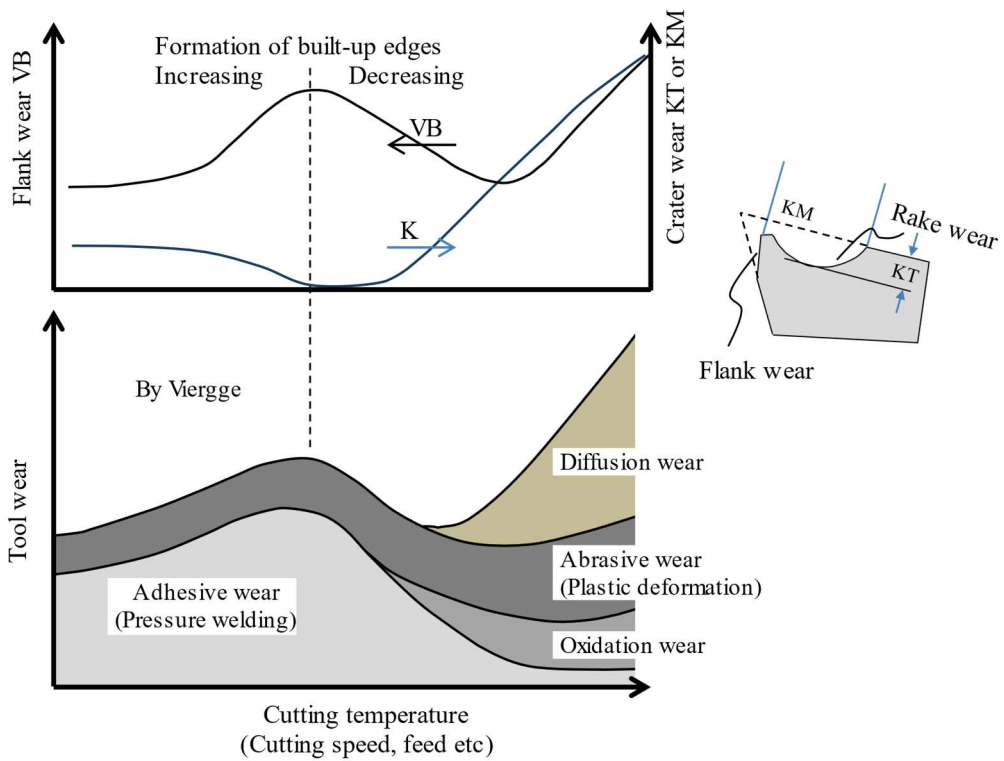 Formation of built-up edges
Increasing
Decreasing
Flank wear VB
VB
K
Crater wear KT or KM
KM
Rake wear
KT
Flank wear
By Viergge
Tool wear
Diffusion wear
Abrasive wear
(Plastic deformation)
Adhesive wear
(Pressure welding)
Oxidation wear
Cutting temperature
(Cutting speed, feed etc)